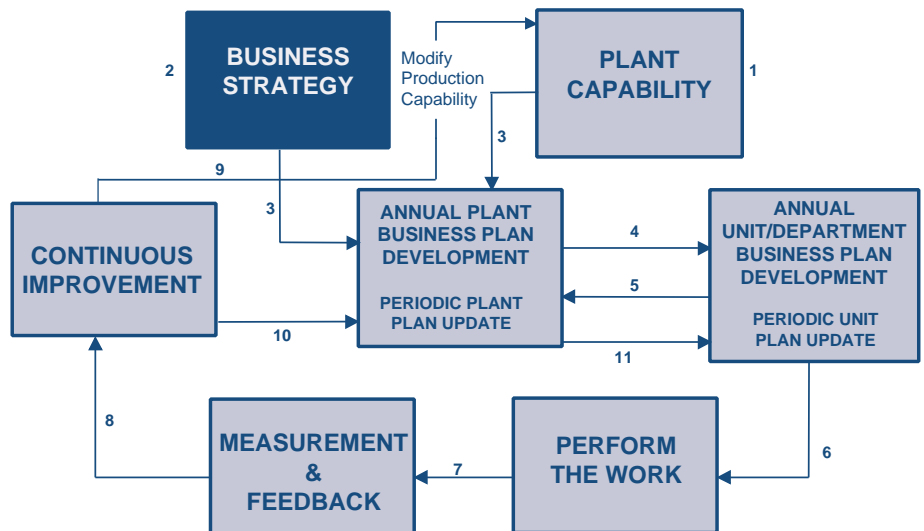 2
BUSINESS
STRATEGY
Modify
Production
Capability
PLANT
CAPABILITY
1
3
9
3
CONTINUOUS
IMPROVEMENT
ANNUAL PLANT
BUSINESS PLAN
DEVELOPMENT
PERIODIC PLANT
PLAN UPDATE
4
5
11
ANNUAL
UNIT/DEPARTMENT
BUSINESS PLAN
DEVELOPMENT
PERIODIC UNIT
PLAN UPDATE
10
8
MEASUREMENT
&
FEEDBACK
7
PERFORM
THE WORK
6